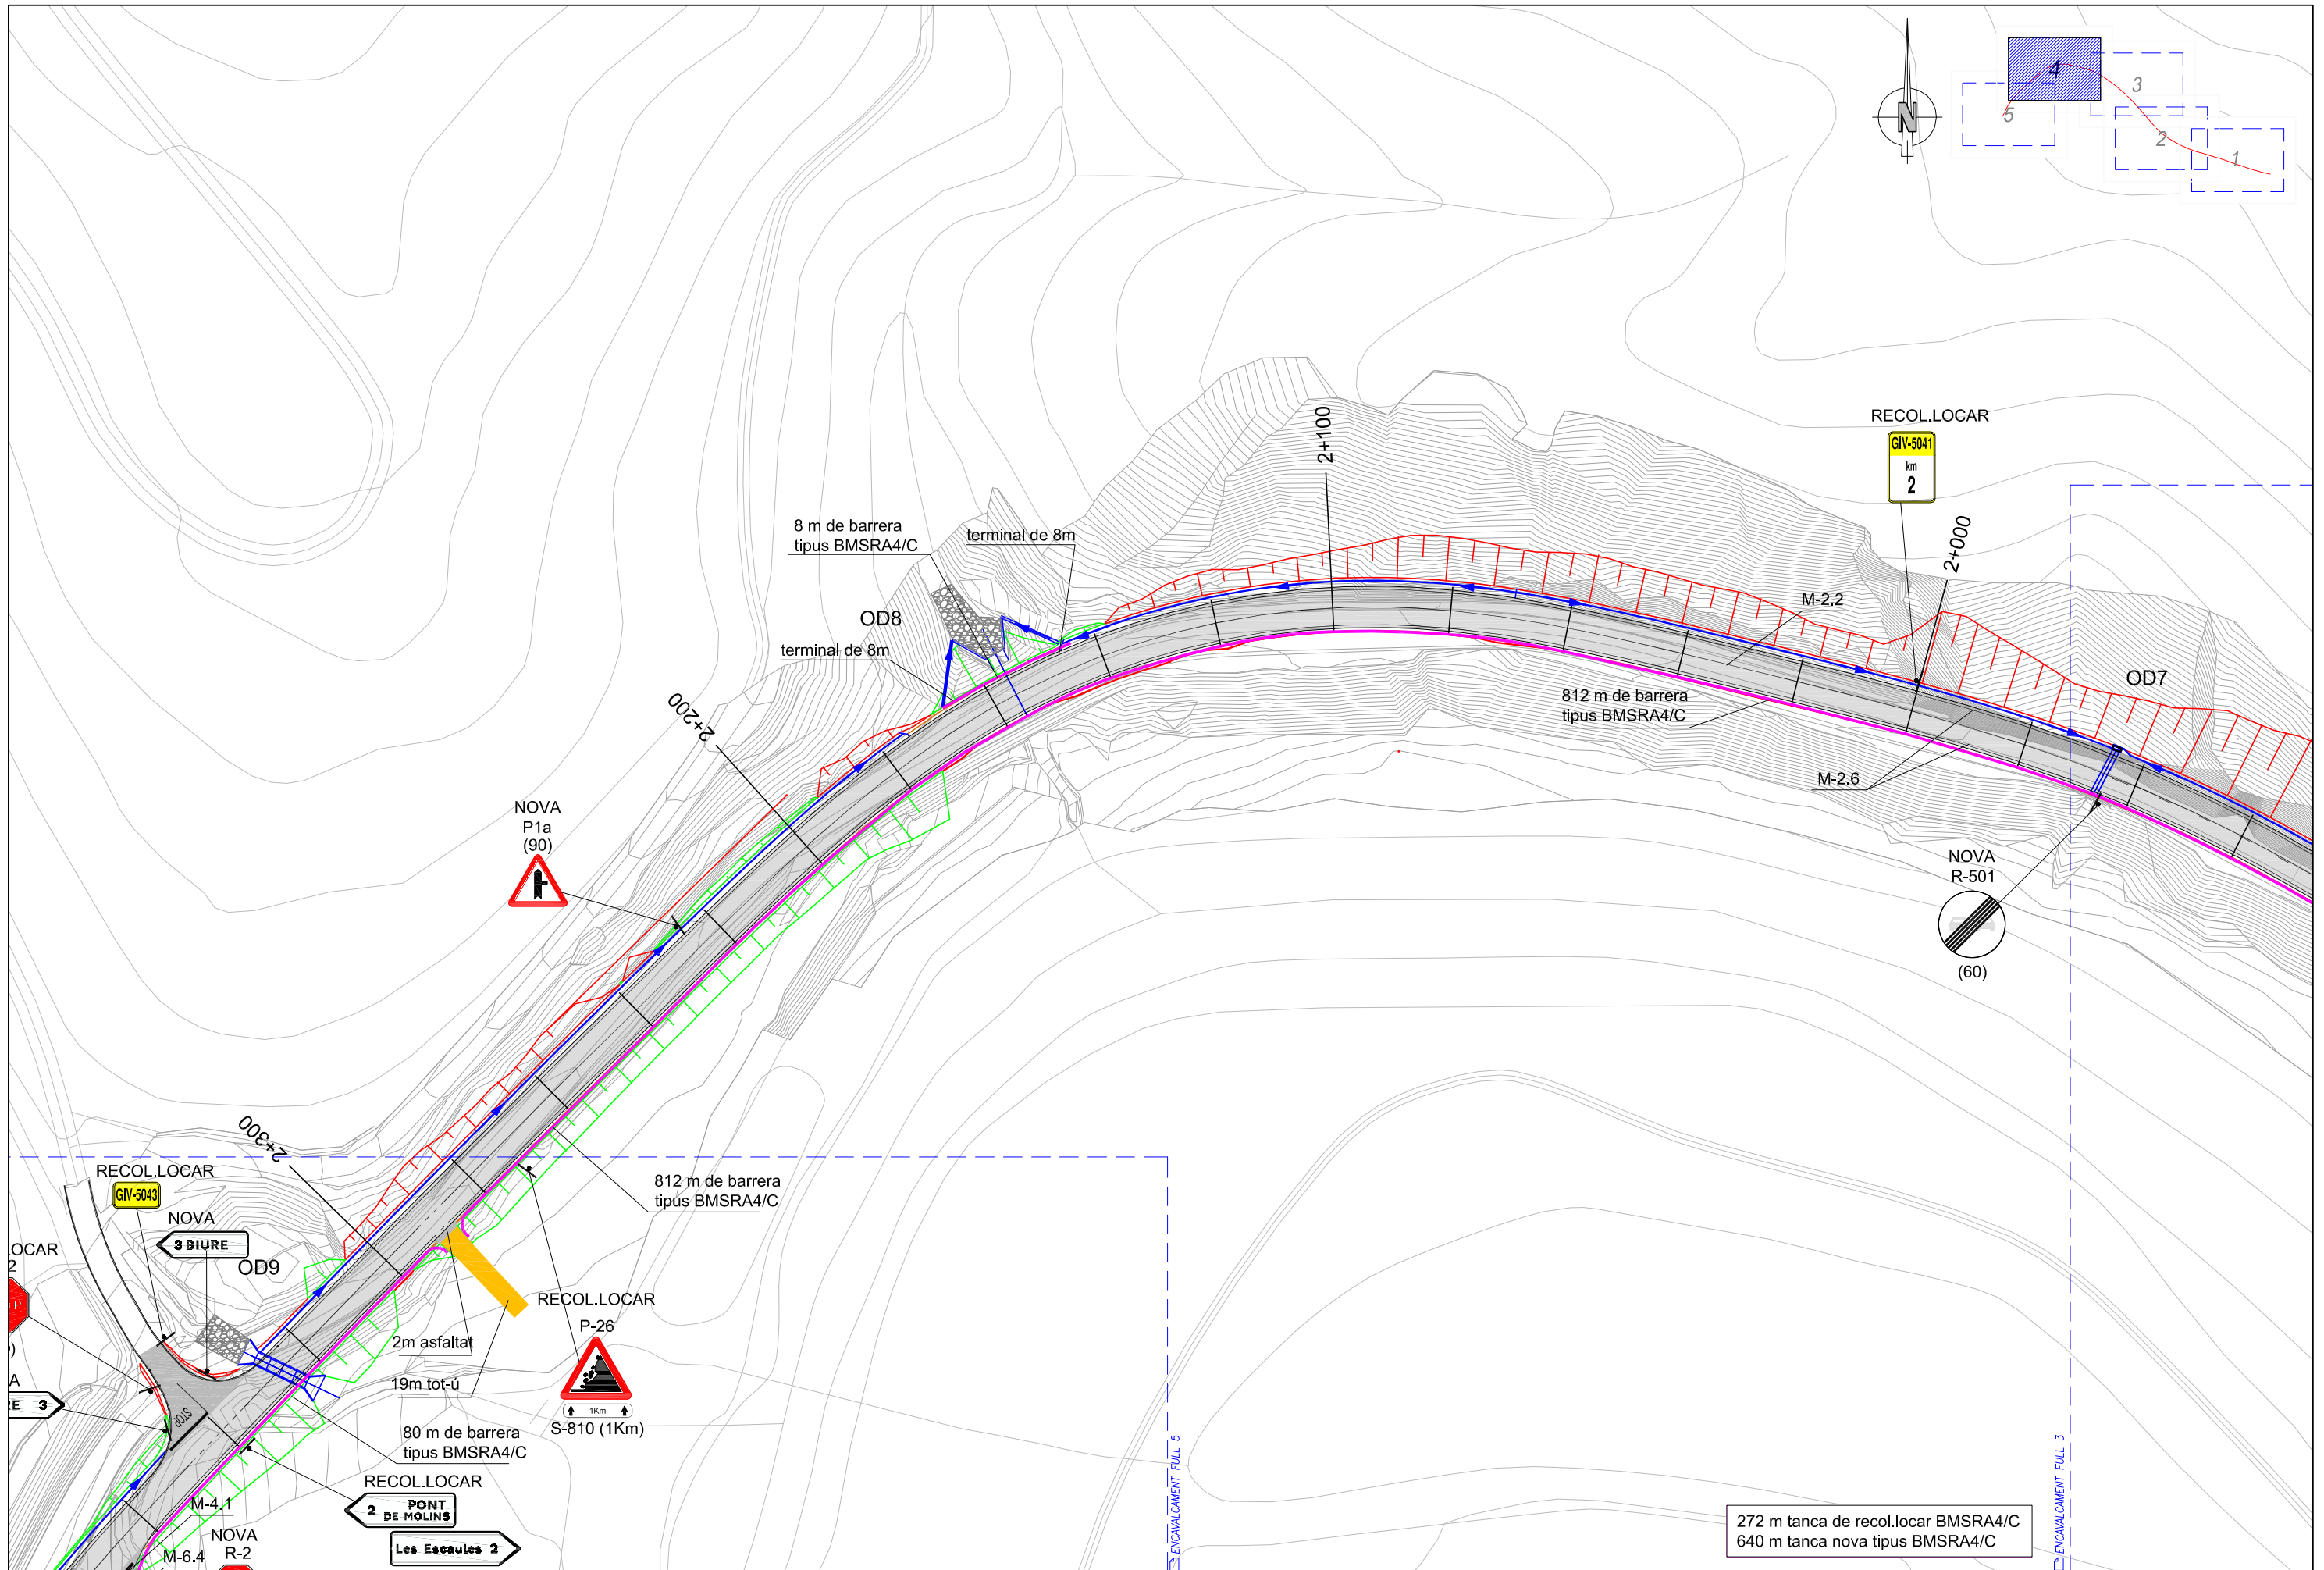 N
4
3
5
2
1
RECOL.LOCAR
GIV-5041
km
2
2+100
2+000
8 m de barrera
tipus BMSRA4/C
terminal de 8m
OD8
terminal de 8m
M-2.2
OD7
812 m de barrera
tipus BMSRA4/C
M-2.6
2+200
NOVA
P1a
(90)
NOVA
R-501
(60)
2+300
RECOL.LOCAR
GIV-5043
NOVA
3 BIURE
OD9
812 m de barrera
tipus BMSRA4/C
OCAR
2
P
)
A
RE 3
STOP
RECOL.LOCAR
P-26
1Km
S-810 (1Km)
2m asfaltat
19m tot-ú
80 m de barrera
tipus BMSRA4/C
RECOL.LOCAR
2 PONT
DE MOLINS
Les Escaules 2
M-4.1
NOVA
R-2
M-6.4
ENCAVALCAMENT FULL 5
ENCAVALCAMENT FULL 3
272 m tanca de recol.locar BMSRA4/C
640 m tanca nova tipus BMSRA4/C